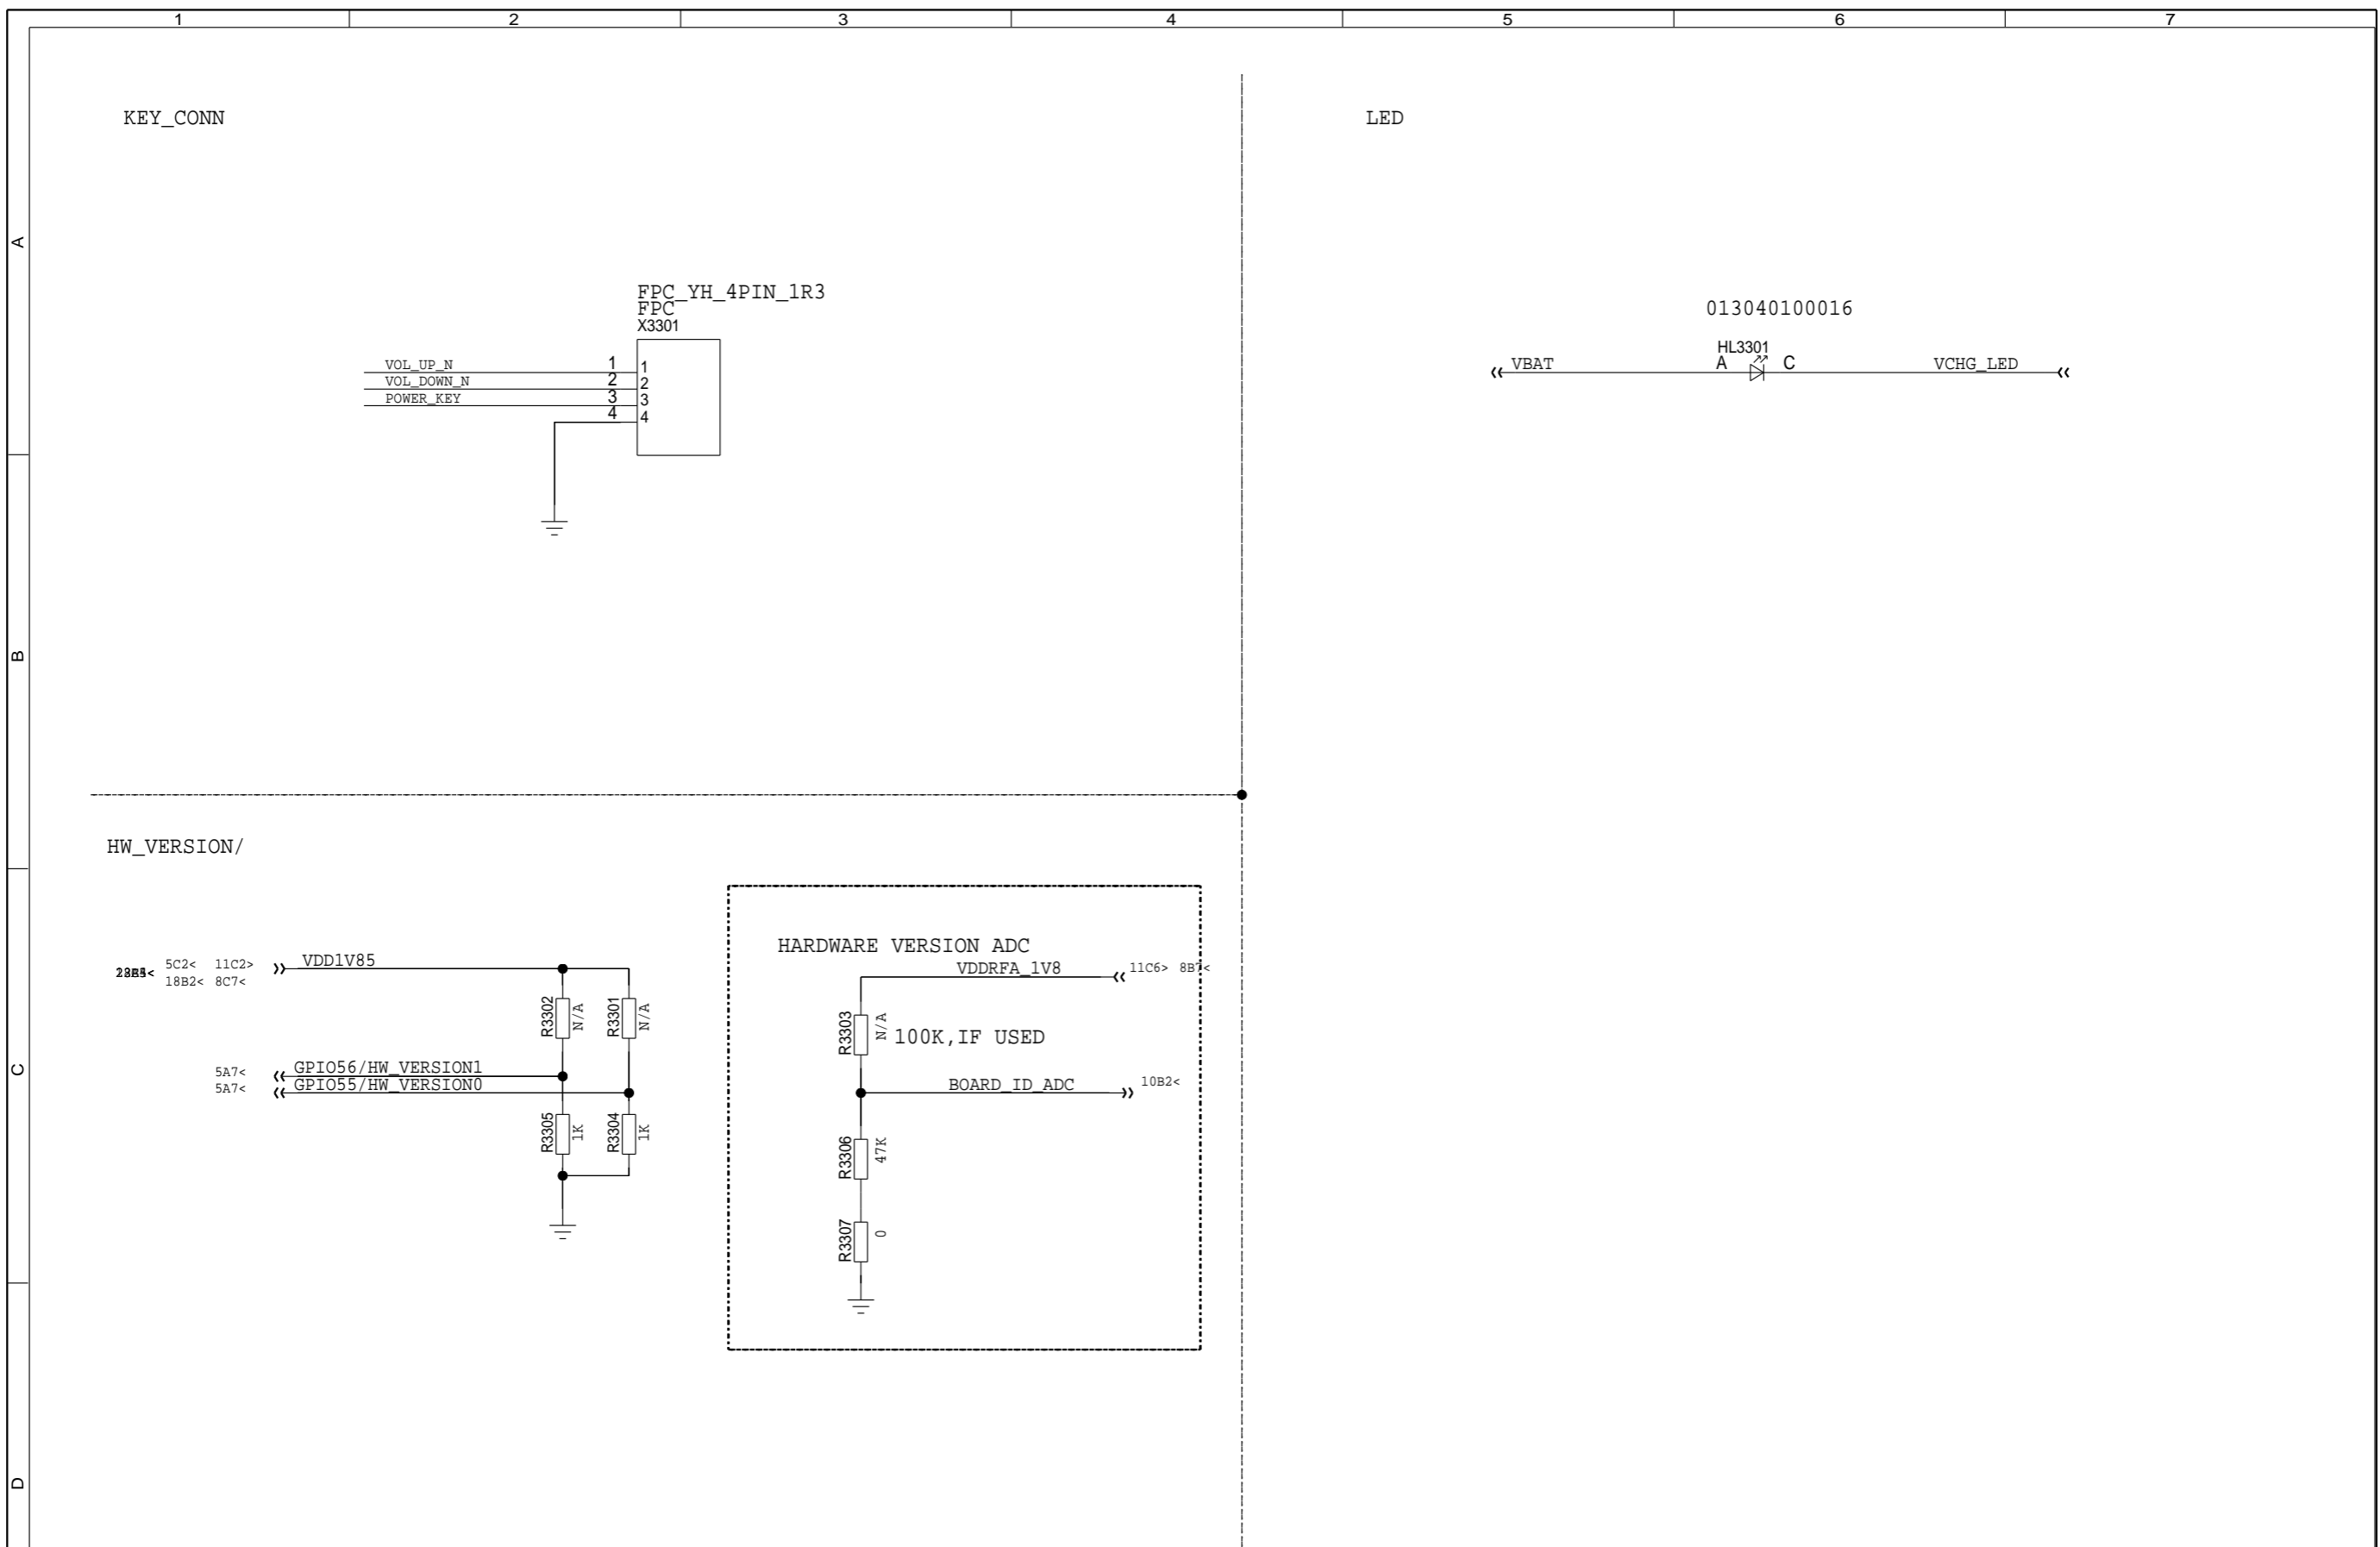 1 2 3 4 5 6 7
KEY_CONN
LED
A
FPC_YH_4PIN_1R3
FPC
X3301
VOL_UP_N 1 1
VOL_DOWN_N 2 2
POWER_KEY 3 3
4 4
013040100016
HL3301
VBAT A C VCHG_LED
B
HW_VERSION/
HARDWARE VERSION ADC
5C2< 11C2> VDD1V85
18B2< 8C7<
VDDRFA_1V8 11C6> 8B7<
R3302 N/A R3301 N/A
R3303 N/A 100K,IF USED
C
5A7< GPIO56/HW_VERSION1
5A7< GPIO55/HW_VERSION0
BOARD_ID_ADC 10B2<
R3305 1K R3304 1K
R3306 47K
R3307 0
D